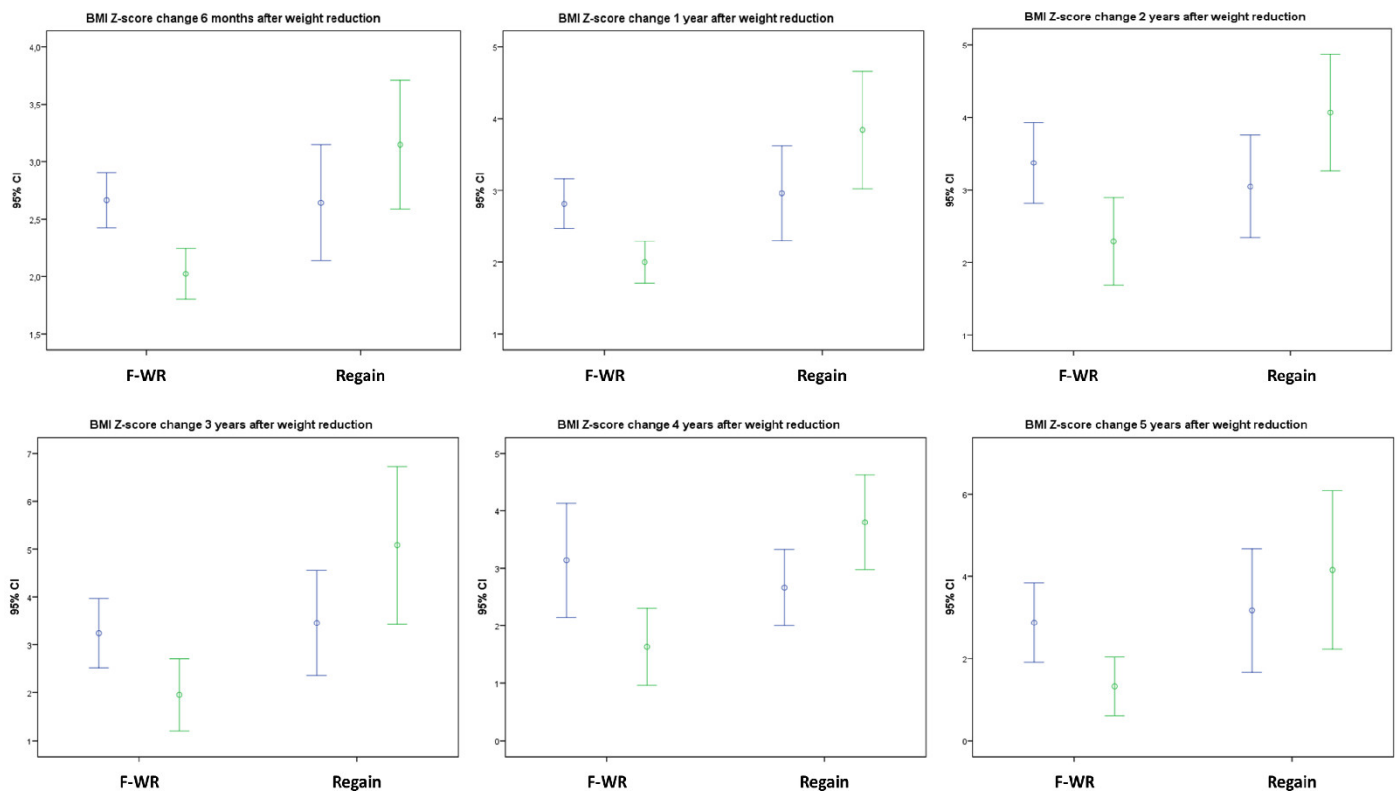 BMI Z-score change 6 months after weight reduction
4,0
3,5
3,0
2,5
2,0
1,5
95% CI
F-WR Regain
BMI Z-score change 1 year after weight reduction
5
4
3
2
1
95% CI
F-WR Regain
BMI Z-score change 2 years after weight reduction
5
4
3
2
1
95% CI
F-WR Regain
BMI Z-score change 3 years after weight reduction
7
6
5
4
3
2
1
95% CI
F-WR Regain
BMI Z-score change 4 years after weight reduction
5
4
3
2
1
0
95% CI
F-WR Regain
BMI Z-score change 5 years after weight reduction
6
4
2
0
95% CI
F-WR Regain